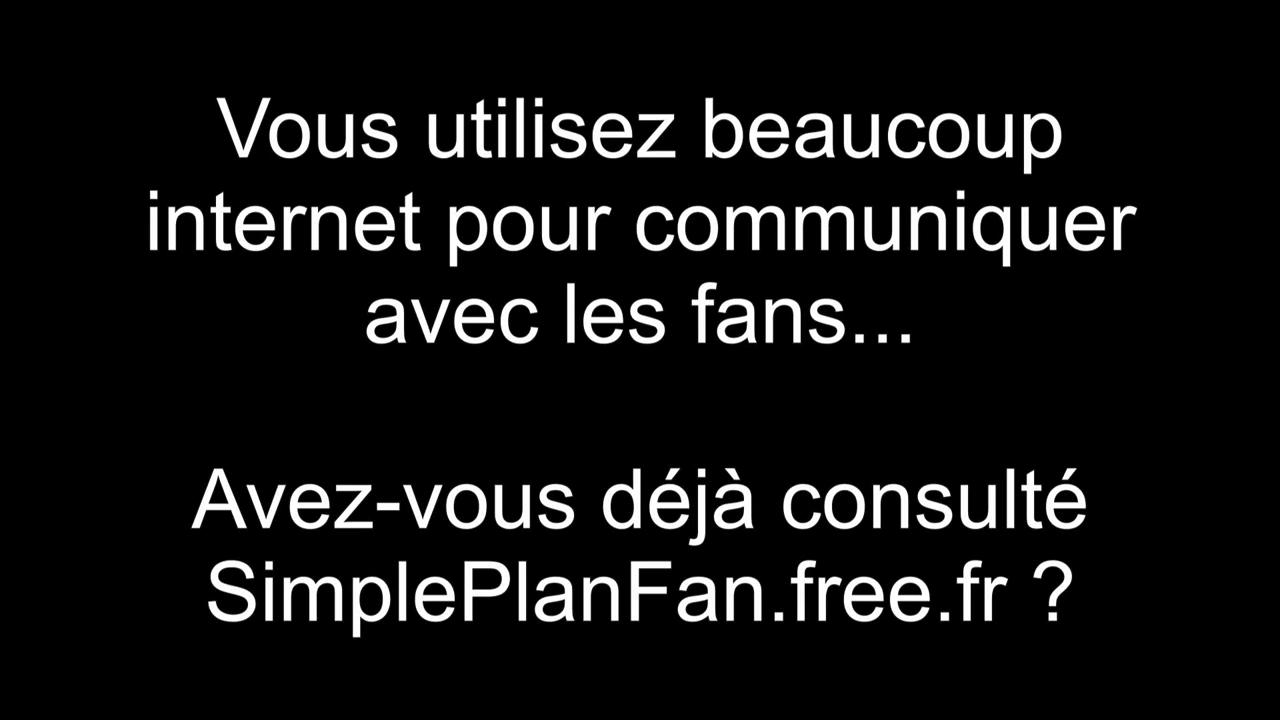 Vous utilisez beaucoup
internet pour communiquer
avec les fans...
Avez-vous déjà consulté
SimplePlanFan.free.fr ?